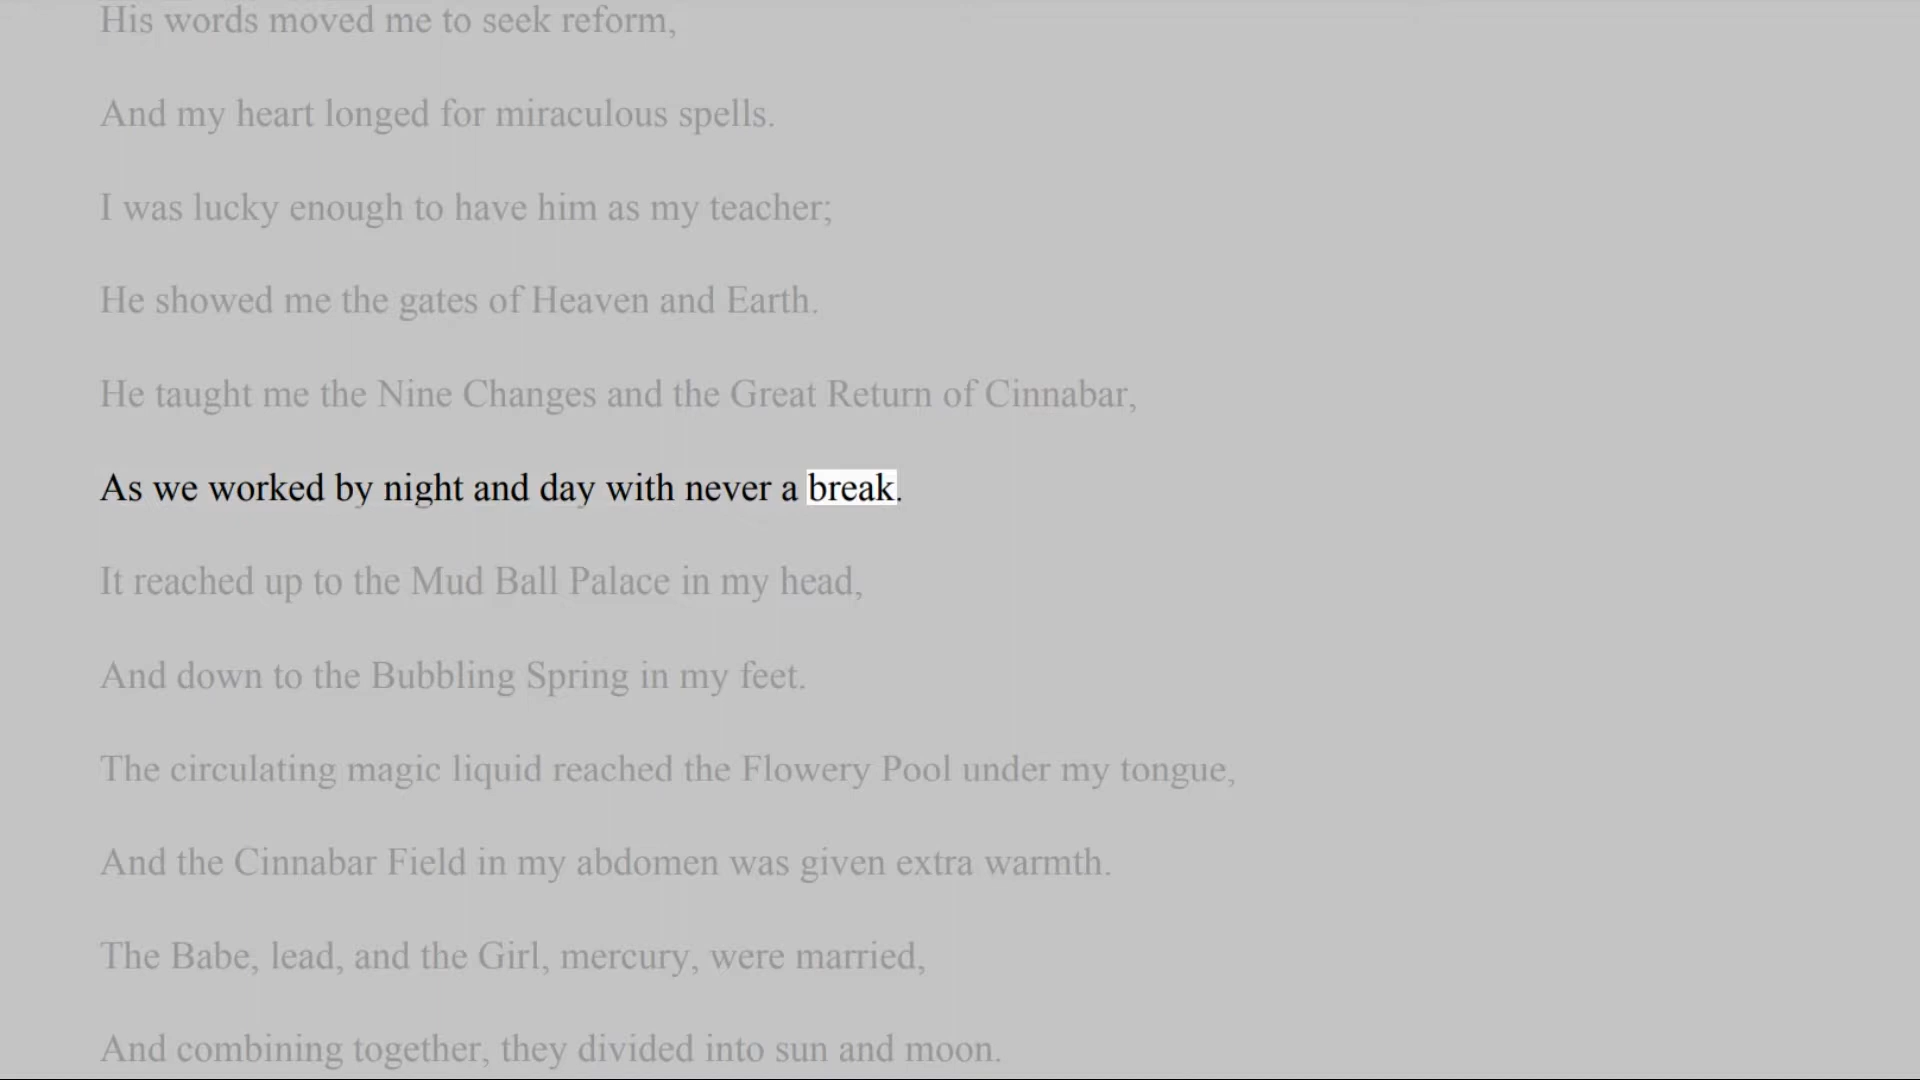 His words moved me to seek reform,
And my heart longed for miraculous spells.
I was lucky enough to have him as my teacher;
He showed me the gates of Heaven and Earth.
He taught me the Nine Changes and the Great Return of Cinnabar,
As we worked by night and day with never a break.
It reached up to the Mud Ball Palace in my head,
And down to the Bubbling Spring in my feet.
The circulating magic liquid reached the Flowery Pool under my tongue,
And the Cinnabar Field in my abdomen was given extra warmth.
The Babe, lead, and the Girl, mercury, were married,
And combining together, they divided into sun and moon.